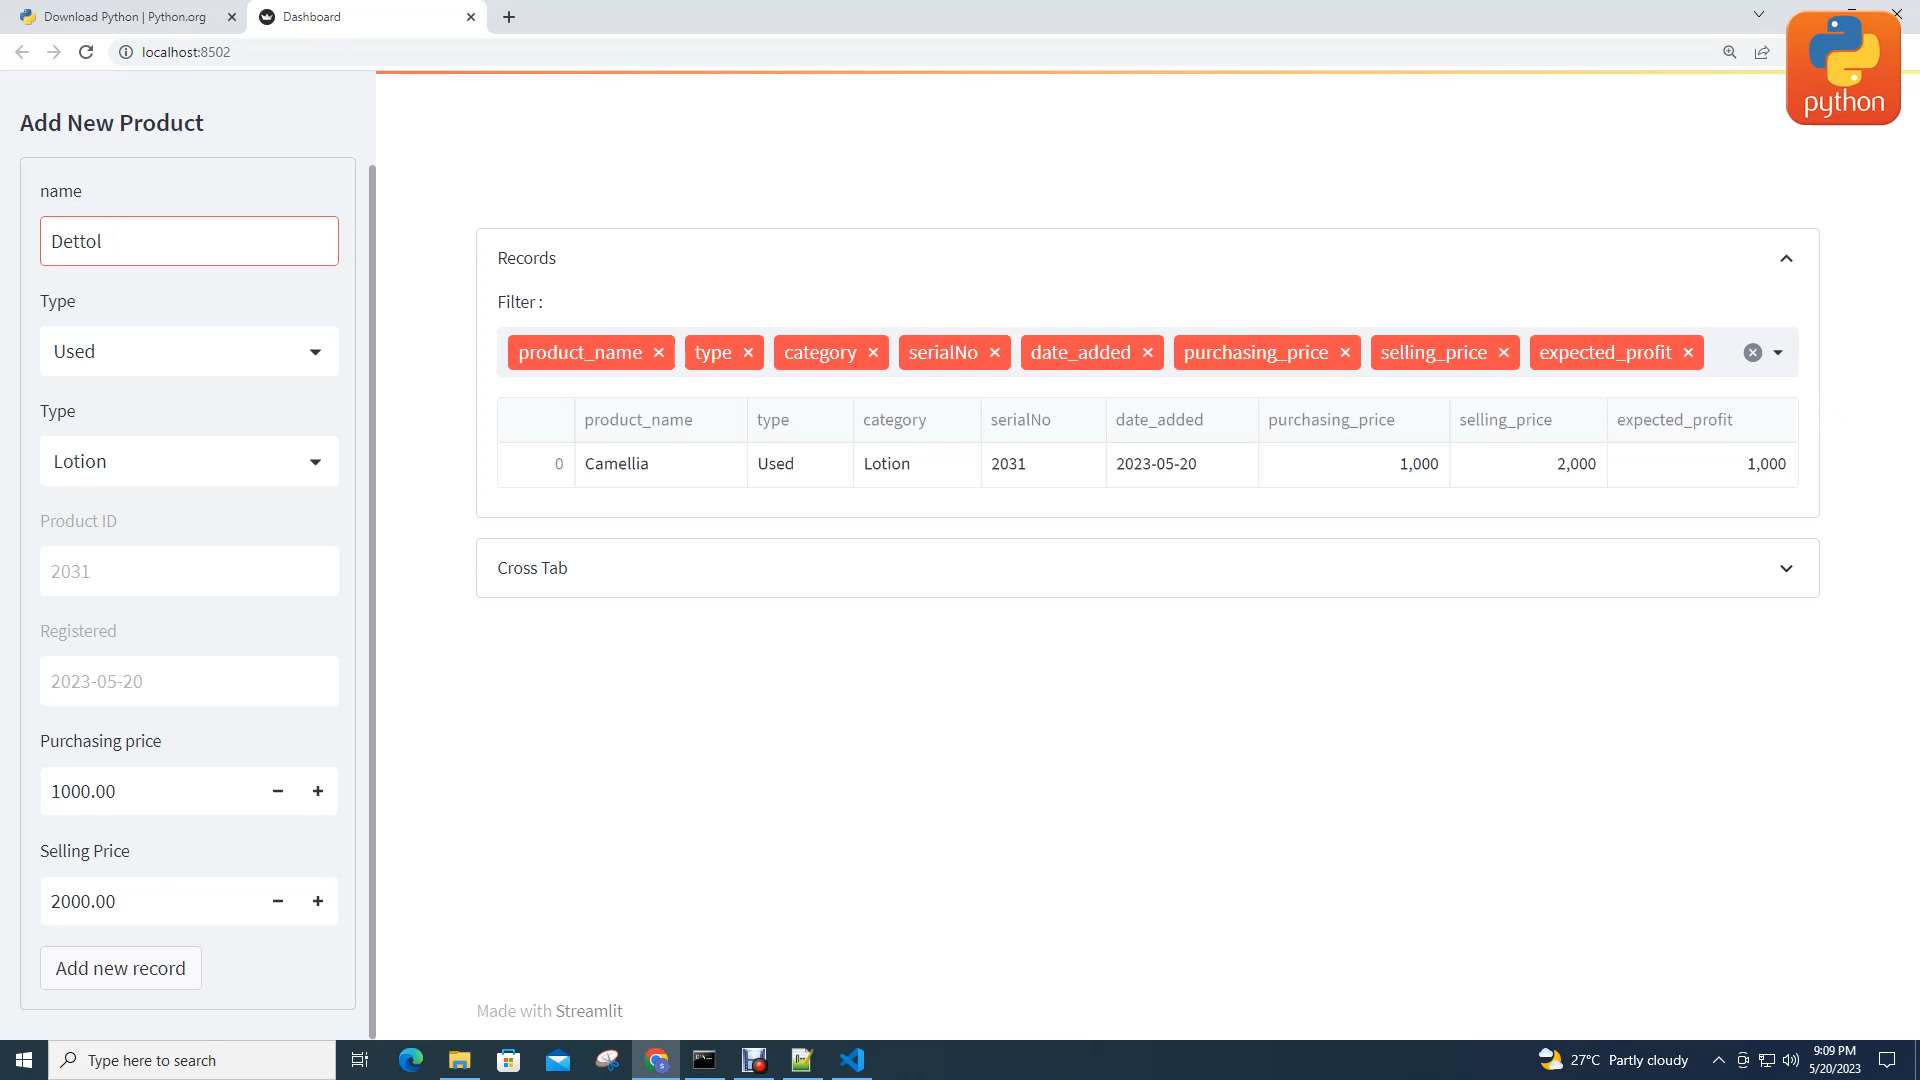 Download Python | Python.org
Dashboard
localhost:8502
python
Add New Product
name
Dettol
Type
Used
Type
Lotion
Product ID
2031
Registered
2023-05-20
Purchasing price
1000.00
Selling Price
2000.00
Add new record
Records
Filter :
product_name type category serialNo date_added purchasing_price selling_price expected_profit
product_name type category serialNo date_added purchasing_price selling_price expected_profit
0 Camellia Used Lotion 2031 2023-05-20 1,000 2,000 1,000
Cross Tab
Made with Streamlit
Type here to search
27°C Partly cloudy
9:09 PM
5/20/2023